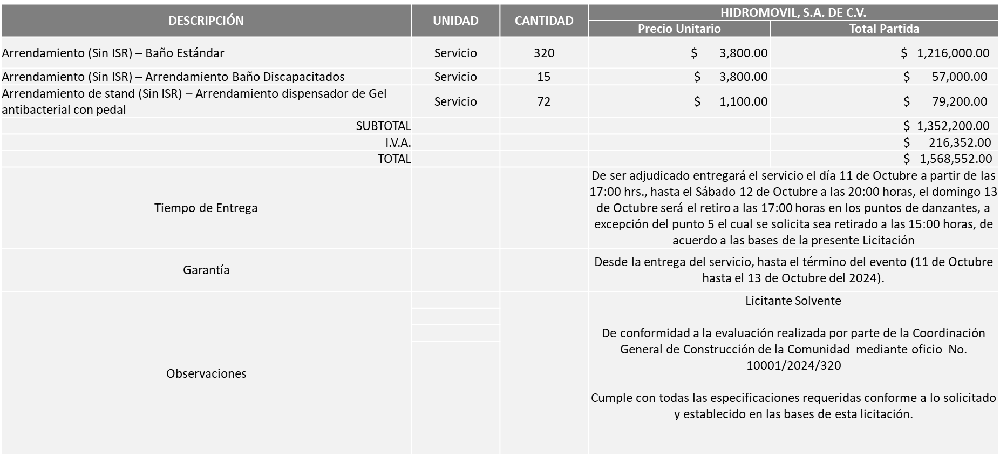 DESCRIPCIÓN UNIDAD CANTIDAD HIDROMOVIL, S.A. DE C.V.
Precio Unitario Total Partida
Arrendamiento (Sin ISR) – Baño Estándar Servicio 320 $ 3,800.00 $ 1,216,000.00
Arrendamiento (Sin ISR) – Arrendamiento Baño Discapacitados Servicio 15 $ 3,800.00 $ 57,000.00
Arrendamiento de stand (Sin ISR) – Arrendamiento dispensador de Gel
antibacterial con pedal Servicio 72 $ 1,100.00 $ 79,200.00
SUBTOTAL $ 1,352,200.00
I.V.A. $ 216,352.00
TOTAL $ 1,568,552.00
Tiempo de Entrega
De ser adjudicado entregará el servicio el día 11 de Octubre a partir de las
17:00 hrs., hasta el Sábado 12 de Octubre a las 20:00 horas, el domingo 13
de Octubre será el retiro a las 17:00 horas en los puntos de danzantes, a
excepción del punto 5 el cual se solicita sea retirado a las 15:00 horas, de
acuerdo a las bases de la presente Licitación
Garantía
Desde la entrega del servicio, hasta el término del evento (11 de Octubre
hasta el 13 de Octubre del 2024).
Observaciones
Licitante Solvente
De conformidad a la evaluación realizada por parte de la Coordinación
General de Construcción de la Comunidad mediante oficio No.
10001/2024/320
Cumple con todas las especificaciones requeridas conforme a lo solicitado
y establecido en las bases de esta licitación.